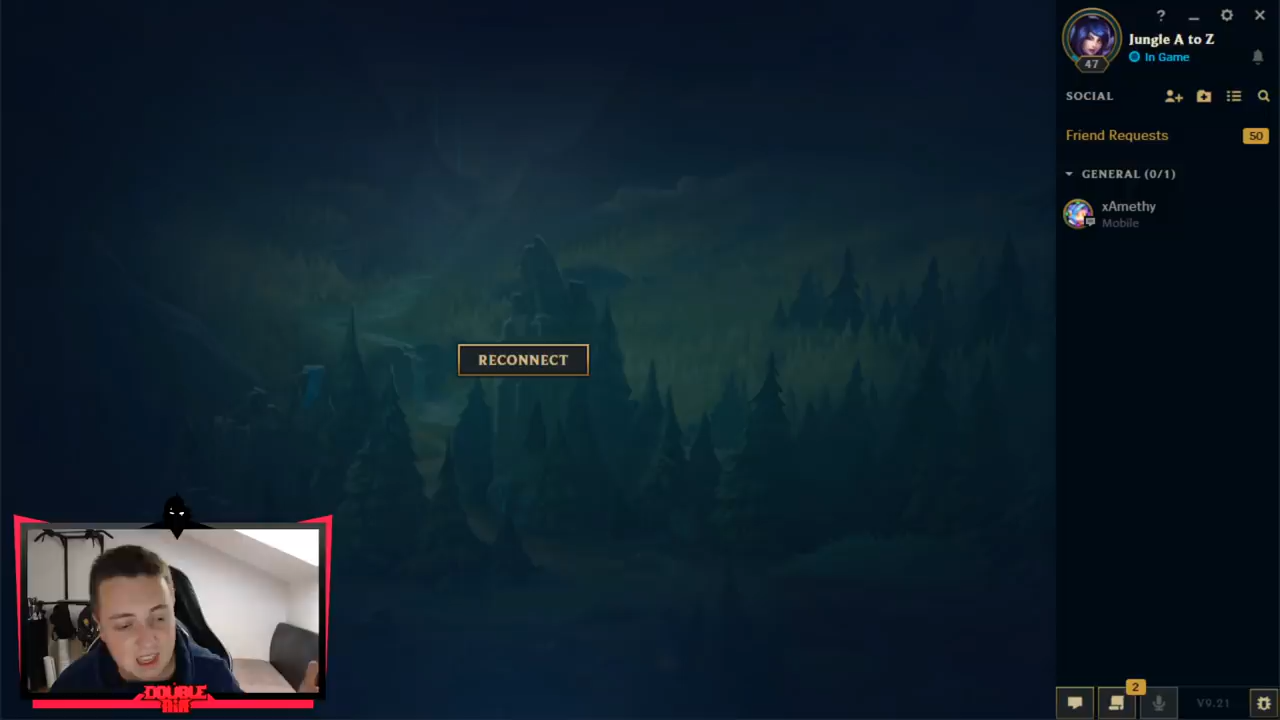 ?
Jungle A to Z
In Game
47
SOCIAL
Friend Requests
50
GENERAL (0/1)
xAmethy
Mobile
RECONNECT
DOUBLE
AIR
2
V9.21